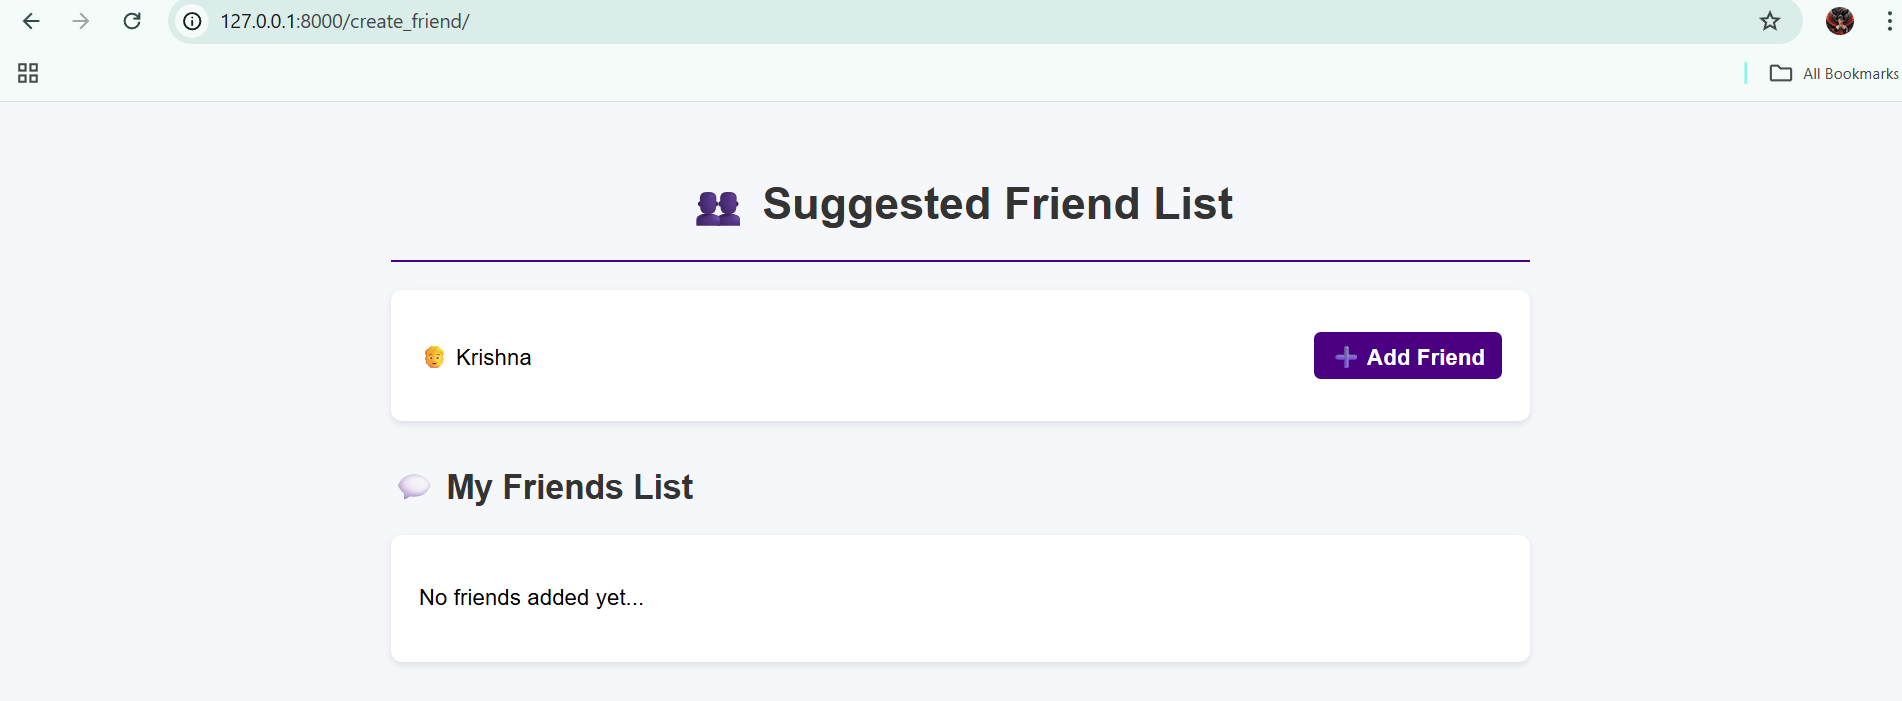 127.0.0.1:8000/create_friend/
All Bookmarks
👥 Suggested Friend List
🧑 Krishna
➕ Add Friend
💬 My Friends List
No friends added yet...